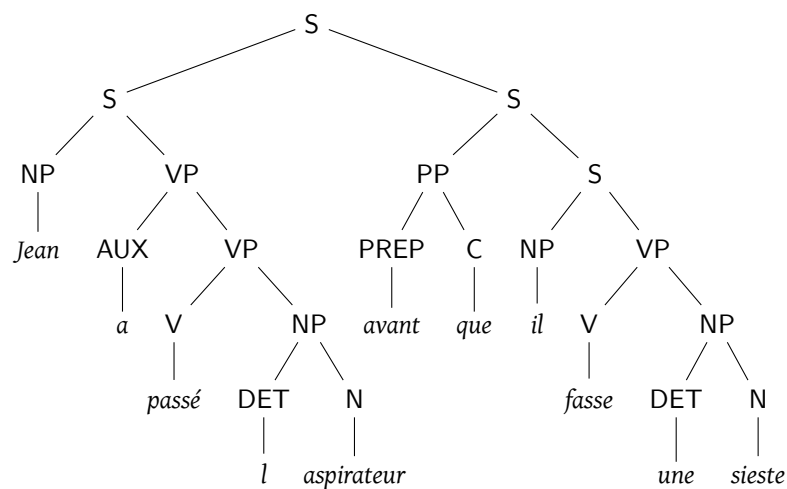 S
S S
NP VP PP S
Jean AUX VP PREP C NP VP
a V NP avant que il V NP
passé DET N fasse DET N
l aspirateur une sieste